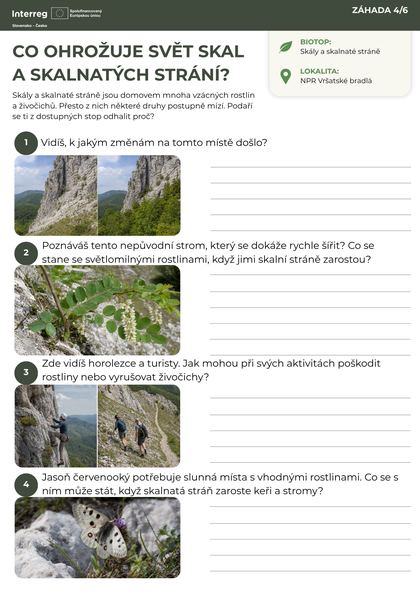 Interreg
Spolufinancovaný
Európskou úniou
Slovensko – Česko
ZÁHADA 4/6
CO OHROŽUJE SVĚT SKAL
A SKALNATÝCH STRÁNÍ?
BIOTOP:
Skály a skalnaté stráně
LOKALITA:
NPR Vršatské bradlá
Skály a skalnaté stráně jsou domovem mnoha vzácných rostlin
a živočichů. Přesto z nich některé druhy postupně mizí. Podaří
se ti z dostupných stop odhalit proč?
1 Vidíš, k jakým změnám na tomto místě došlo?
2 Poznáváš tento nepůvodní strom, který se dokáže rychle šířit? Co se
stane se světlomilnými rostlinami, když jimi skalní stráně zarostou?
3 Zde vidíš horolezce a turisty. Jak mohou při svých aktivitách poškodit
rostliny nebo vyrušovat živočichy?
4 Jasoň červenooký potřebuje slunná místa s vhodnými rostlinami. Co se s
ním může stát, když skalnatá stráň zaroste keři a stromy?